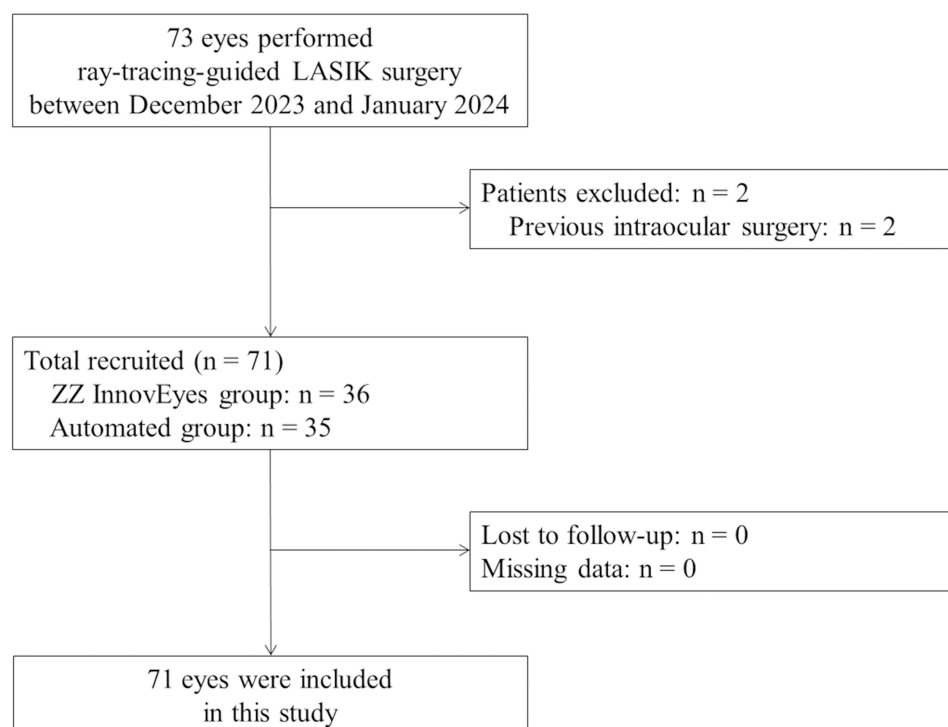 73 eyes performed
ray-tracing-guided LASIK surgery
between December 2023 and January 2024
Patients excluded: n = 2
Previous intraocular surgery: n = 2
Total recruited (n = 71)
ZZ InnovEyes group: n = 36
Automated group: n = 35
Lost to follow-up: n = 0
Missing data: n = 0
71 eyes were included
in this study